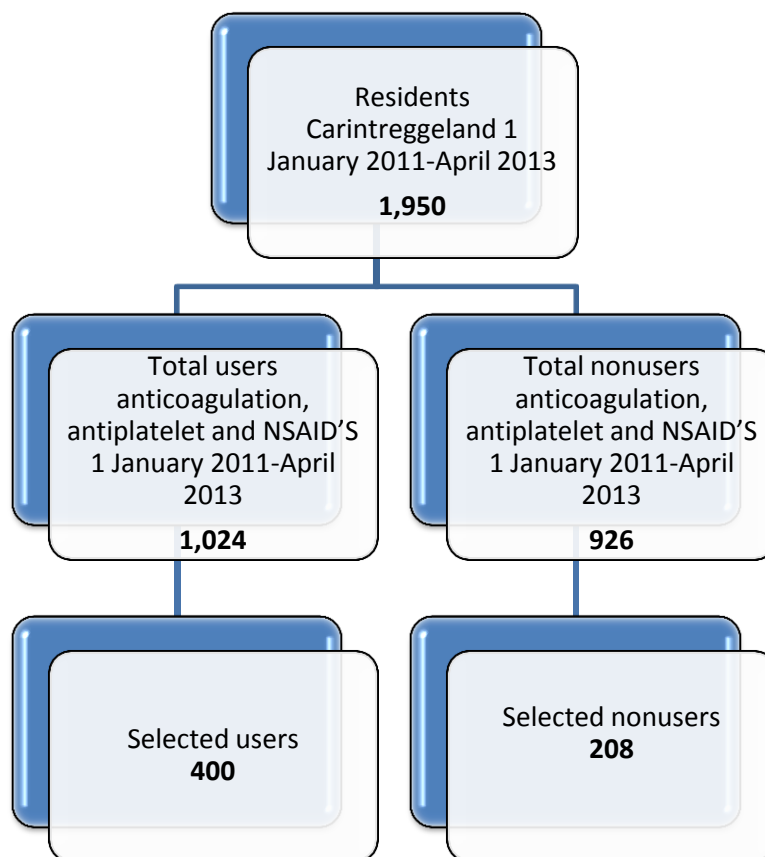 Residents
Carintreggeland 1
January 2011-April 2013
1,950
Total users
anticoagulation,
antiplatelet and NSAID’S
1 January 2011-April
2013
1,024
Total nonusers
anticoagulation,
antiplatelet and NSAID’S
1 January 2011-April
2013
926
Selected users
400
Selected nonusers
208